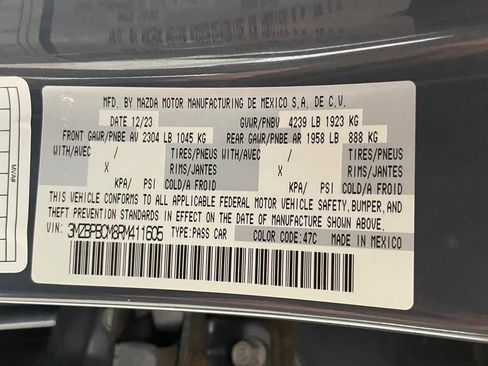 MFD. BY MAZDA MOTOR MANUFACTURING DE MEXICO S.A. DE C.V.
DATE 12/23 GVWR/PNBV 4239 LB 1923 KG
FRONT GAWR/PNBE AV 2304 LB 1045 KG REAR GAWR/PNBE AR 1958 LB 888 KG
WITH/AVEC / TIRES/PNEUS WITH/AVEC / TIRES/PNEUS
X RIMS/JANTES X RIMS/JANTES
KPA/ PSI COLD/A FROID KPA/ PSI COLD/A FROID
THIS VEHICLE CONFORMS TO ALL APPLICABLE FEDERAL MOTOR VEHICLE SAFETY, BUMPER, AND
THEFT PREVENTION STANDARDS IN EFFECT ON THE DATE OF MANUFACTURE SHOWN ABOVE.
VIN: 3MZBPBCM8RM411605 TYPE:PASS CAR COLOR CODE:47C MADE IN MEXICO
MVA#